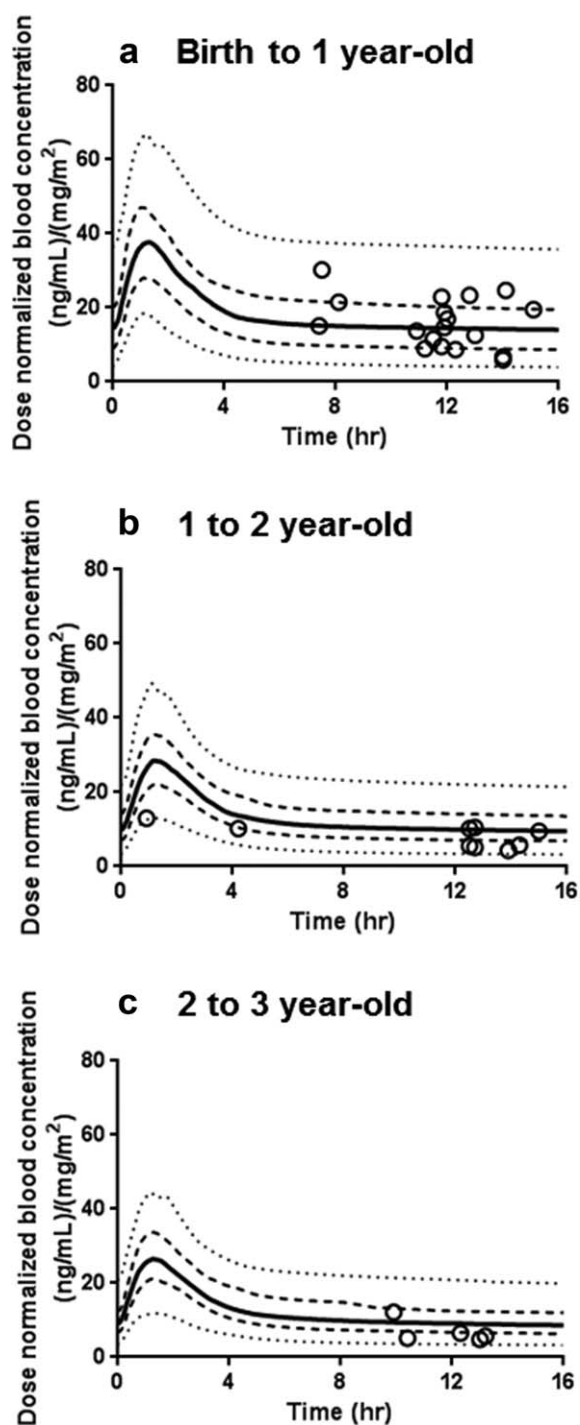 a Birth to 1 year-old
Dose normalized blood concentration
(ng/mL)/(mg/m²)
80
60
40
20
0
0 4 8 12 16
Time (hr)
b 1 to 2 year-old
Dose normalized blood concentration
(ng/mL)/(mg/m²)
80
60
40
20
0
0 4 8 12 16
Time (hr)
c 2 to 3 year-old
Dose normalized blood concentration
(ng/mL)/(mg/m²)
80
60
40
20
0
0 4 8 12 16
Time (hr)